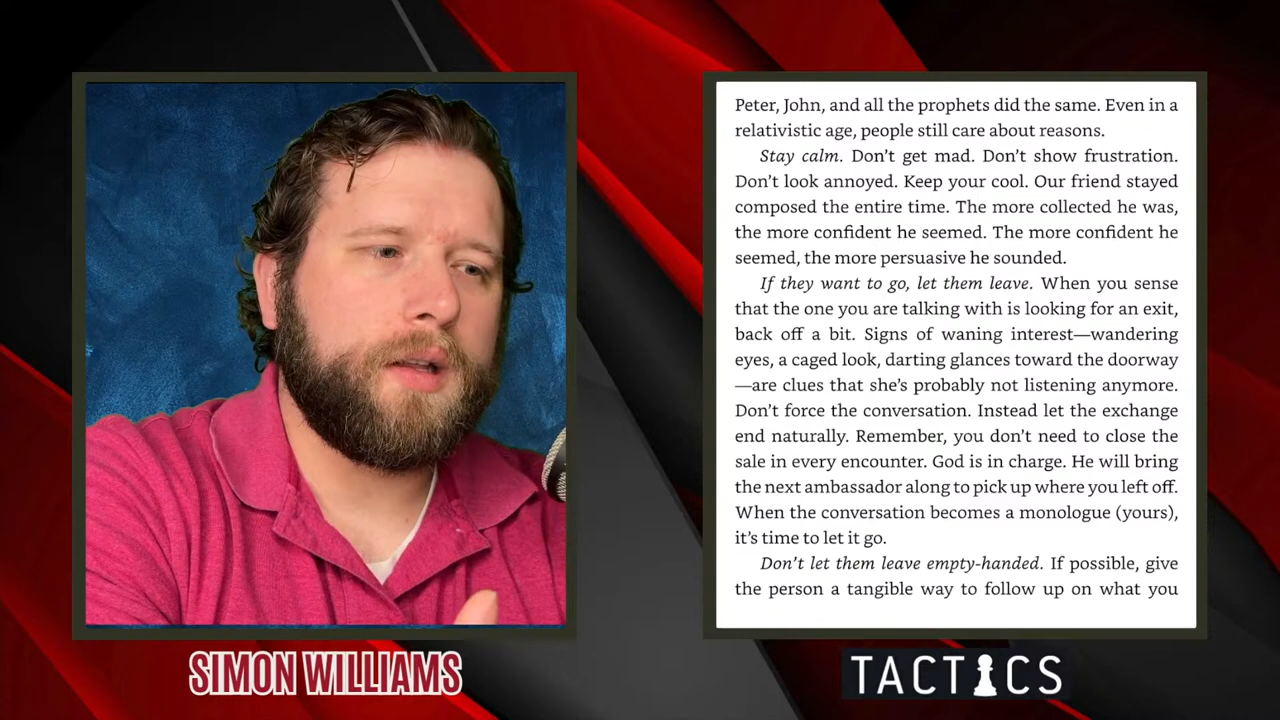 Peter, John, and all the prophets did the same. Even in a
relativistic age, people still care about reasons.
Stay calm. Don't get mad. Don't show frustration.
Don't look annoyed. Keep your cool. Our friend stayed
composed the entire time. The more collected he was,
the more confident he seemed. The more confident he
seemed, the more persuasive he sounded.
If they want to go, let them leave. When you sense
that the one you are talking with is looking for an exit,
back off a bit. Signs of waning interest—wandering
eyes, a caged look, darting glances toward the doorway
—are clues that she's probably not listening anymore.
Don't force the conversation. Instead let the exchange
end naturally. Remember, you don't need to close the
sale in every encounter. God is in charge. He will bring
the next ambassador along to pick up where you left off.
When the conversation becomes a monologue (yours),
it's time to let it go.
Don't let them leave empty-handed. If possible, give
the person a tangible way to follow up on what you
SIMON WILLIAMS
TACTICS